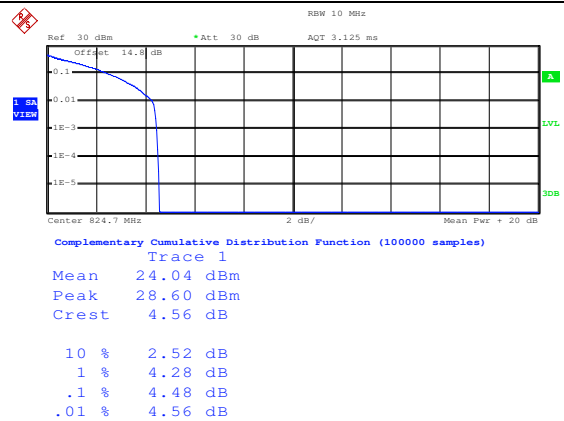 R S
RBW 10 MHz
Ref 30 dBm *Att 30 dB AQT 3.125 ms
Offset 14.8 dB
0.1
A
1 SA
VIEW
0.01
1E-3
LVL
1E-4
1E-5
3DB
Center 824.7 MHz 2 dB/ Mean Pwr + 20 dB
Complementary Cumulative Distribution Function (100000 samples)
Trace 1
Mean 24.04 dBm
Peak 28.60 dBm
Crest 4.56 dB
10 % 2.52 dB
1 % 4.28 dB
.1 % 4.48 dB
.01 % 4.56 dB